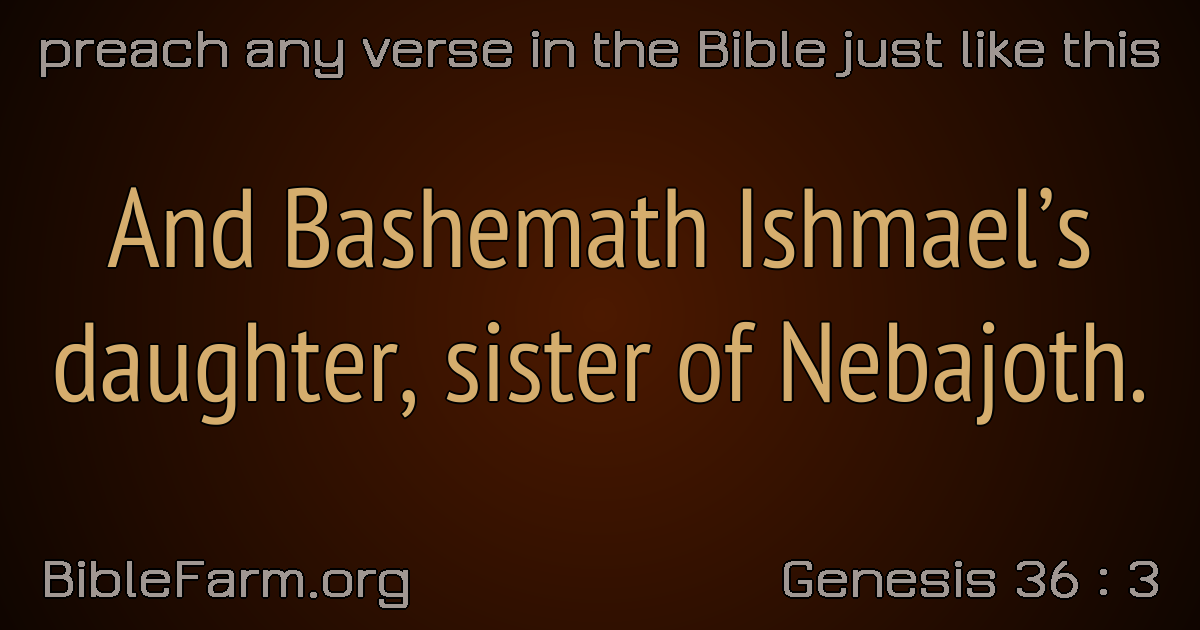 preach any verse in the Bible just like this
And Bashemath Ishmael’s
daughter, sister of Nebajoth.
BibleFarm.org
Genesis 36 : 3